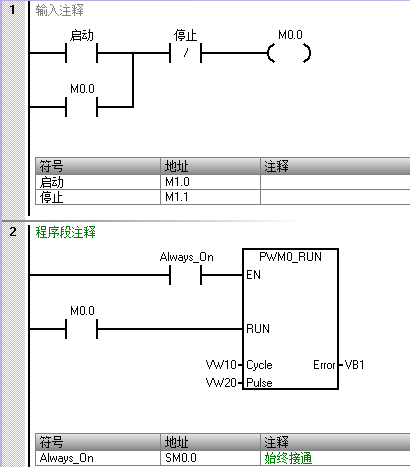 1 输入注释
启动 停止 M0.0
/
M0.0
符号 地址 注释
启动 M1.0
停止 M1.1
2 程序段注释
Always_On PWM0_RUN
EN
M0.0
RUN
VW10 Cycle Error VB1
VW20 Pulse
符号 地址 注释
Always_On SM0.0 始终接通